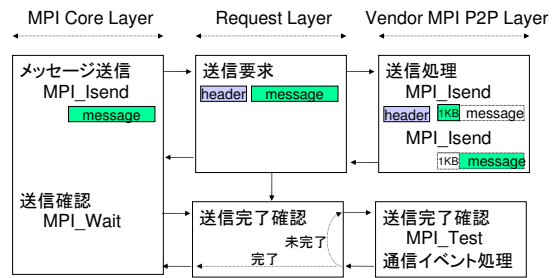 MPI Core Layer
Request Layer
Vendor MPI P2P Layer
メッセージ送信
MPI_Isend
message
送信要求
header
message
送信処理
MPI_Isend
header
1KB
message
MPI_Isend
1KB
message
送信確認
MPI_Wait
送信完了確認
未完了
完了
送信完了確認
MPI_Test
通信イベント処理